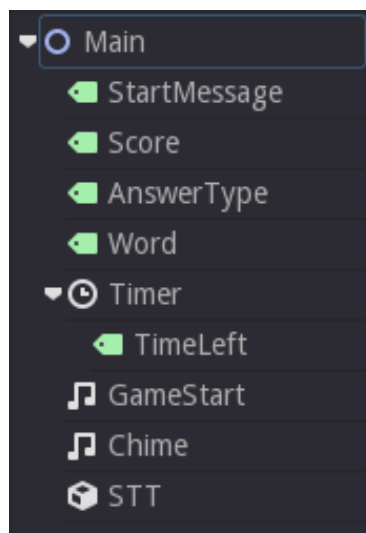 Main
StartMessage
Score
AnswerType
Word
Timer
TimeLeft
GameStart
Chime
STT